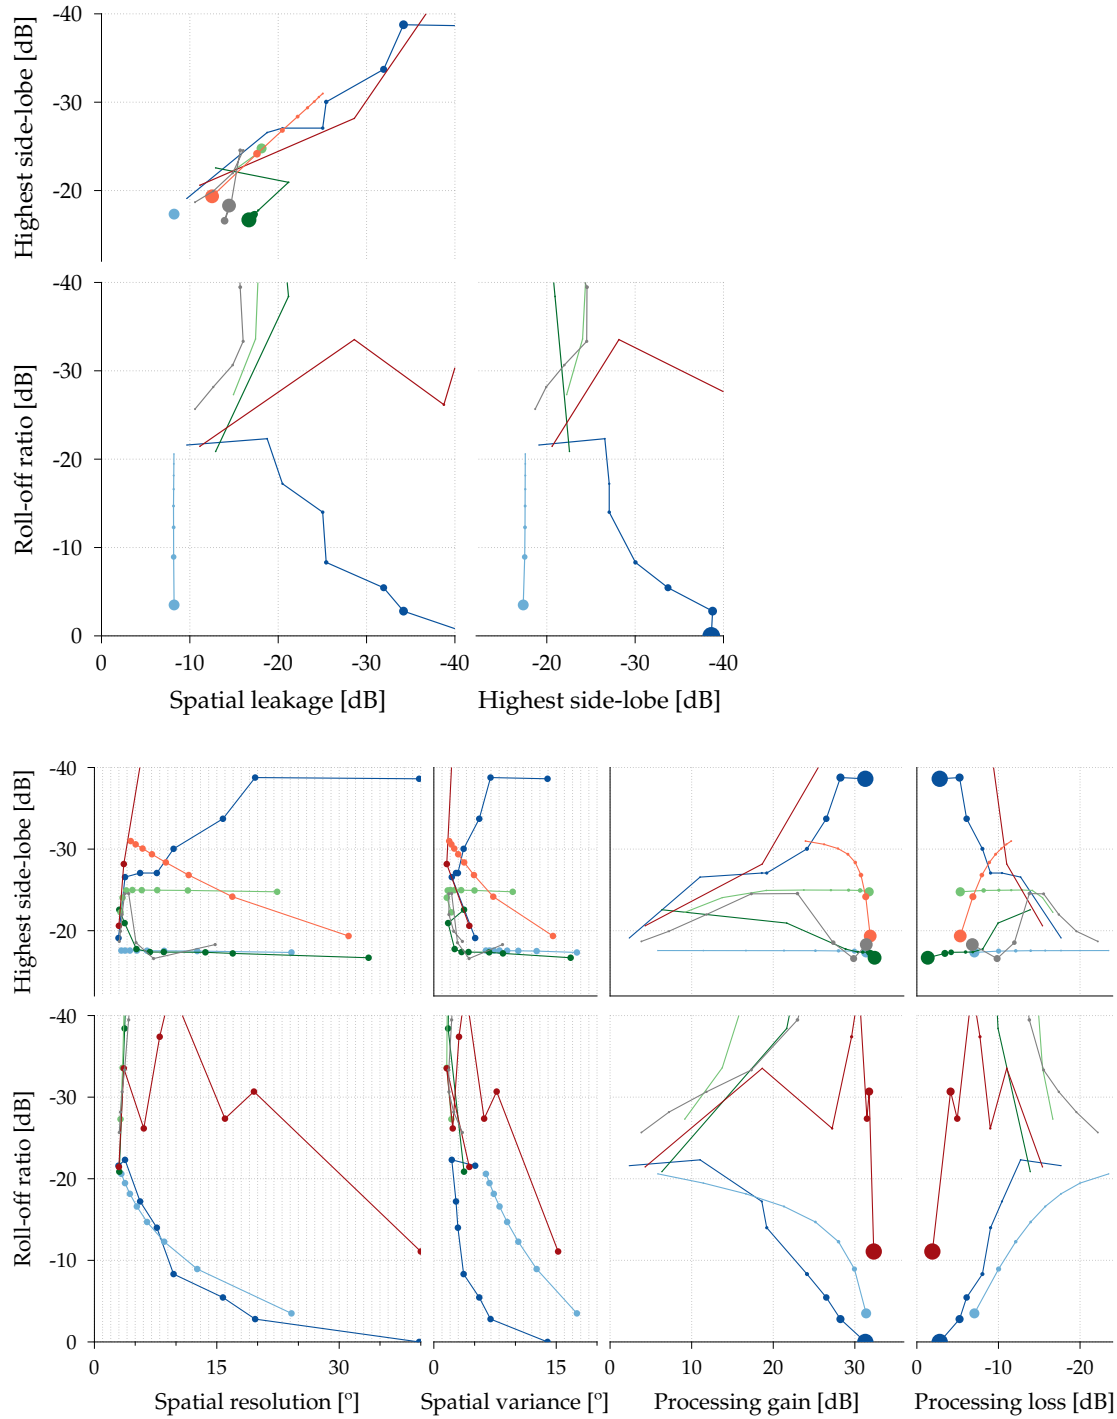 Highest side-lobe [dB]
-40
-30
-20
Roll-off ratio [dB]
-40
-30
-20
-10
0
0 -10 -20 -30 -40 -20 -30 -40
Spatial leakage [dB] Highest side-lobe [dB]
Highest side-lobe [dB]
-40
-30
-20
Roll-off ratio [dB]
-40
-30
-20
-10
0
0 15 30 0 15 10 20 30 -10 -20
Spatial resolution [º] Spatial variance [º] Processing gain [dB] Processing loss [dB]